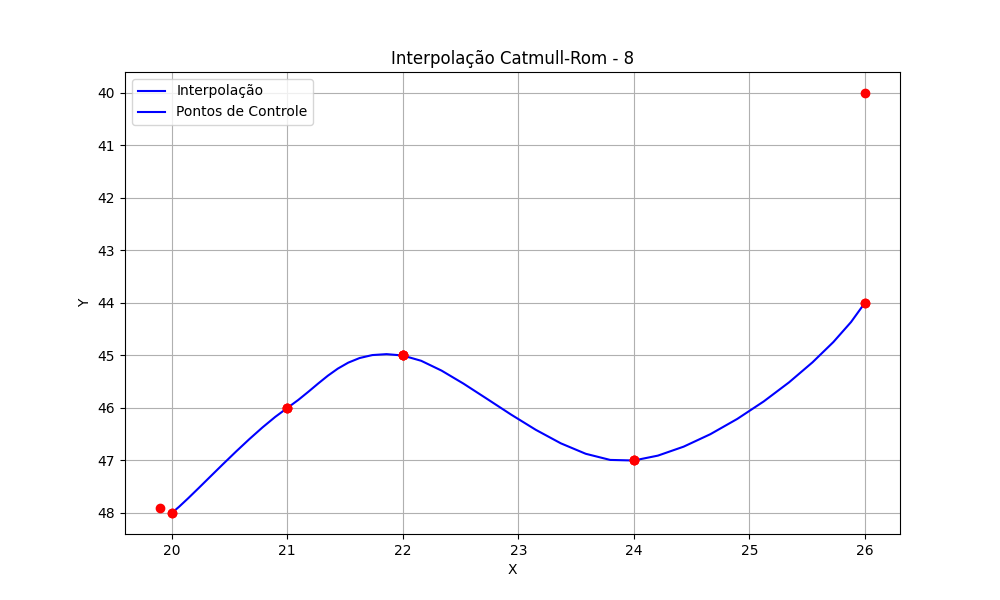 Interpolação Catmull-Rom - 8
Interpolação
Pontos de Controle
40
41
42
43
44
45
46
47
48
Y
20 21 22 23 24 25 26
X